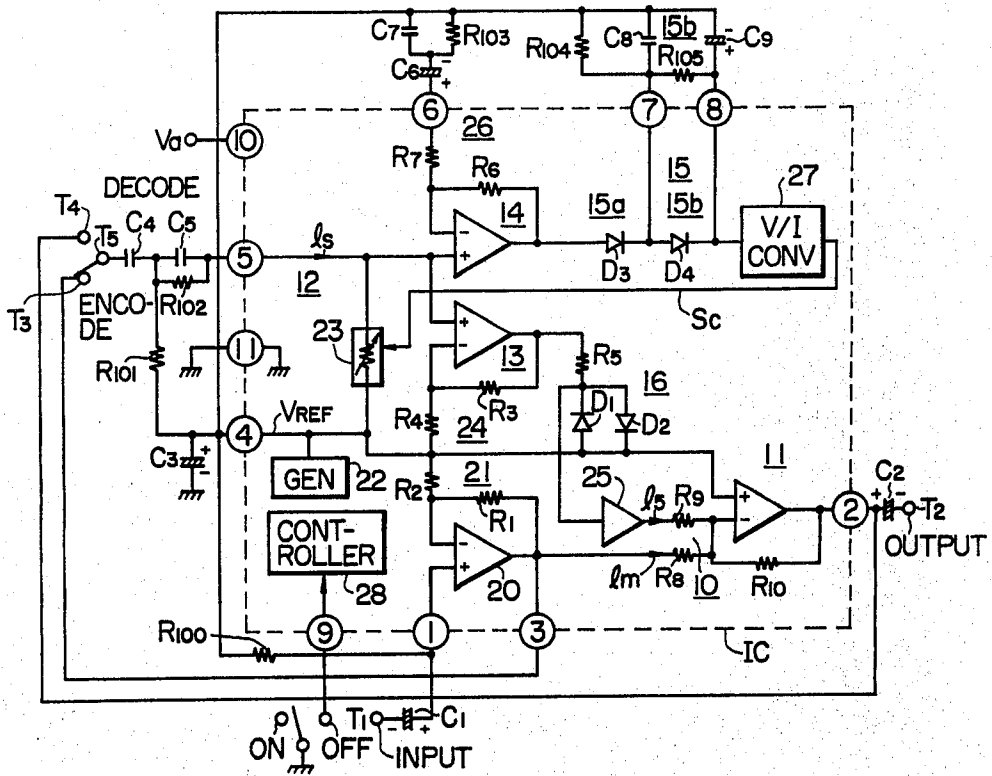 C7
R103
R104
C8
15b
C9
R105
C6
6
7
8
10
Va
26
R7
R6
DECODE
T4
C4
C5
T5
5
ls
12
14
15a
15
15b
27
V/I
CONV
D3
D4
T3
ENCO-
DE
R102
Sc
11
23
13
R101
R5
16
R3
D1
D2
R4
24
4
VREF
C3
GEN
22
R2
21
R1
25
l5
R9
11
C2
2
T2
OUTPUT
CONT-
ROLLER
28
20
lm
R8
10
R10
R100
9
1
3
IC
ON
OFF
T1
C1
INPUT